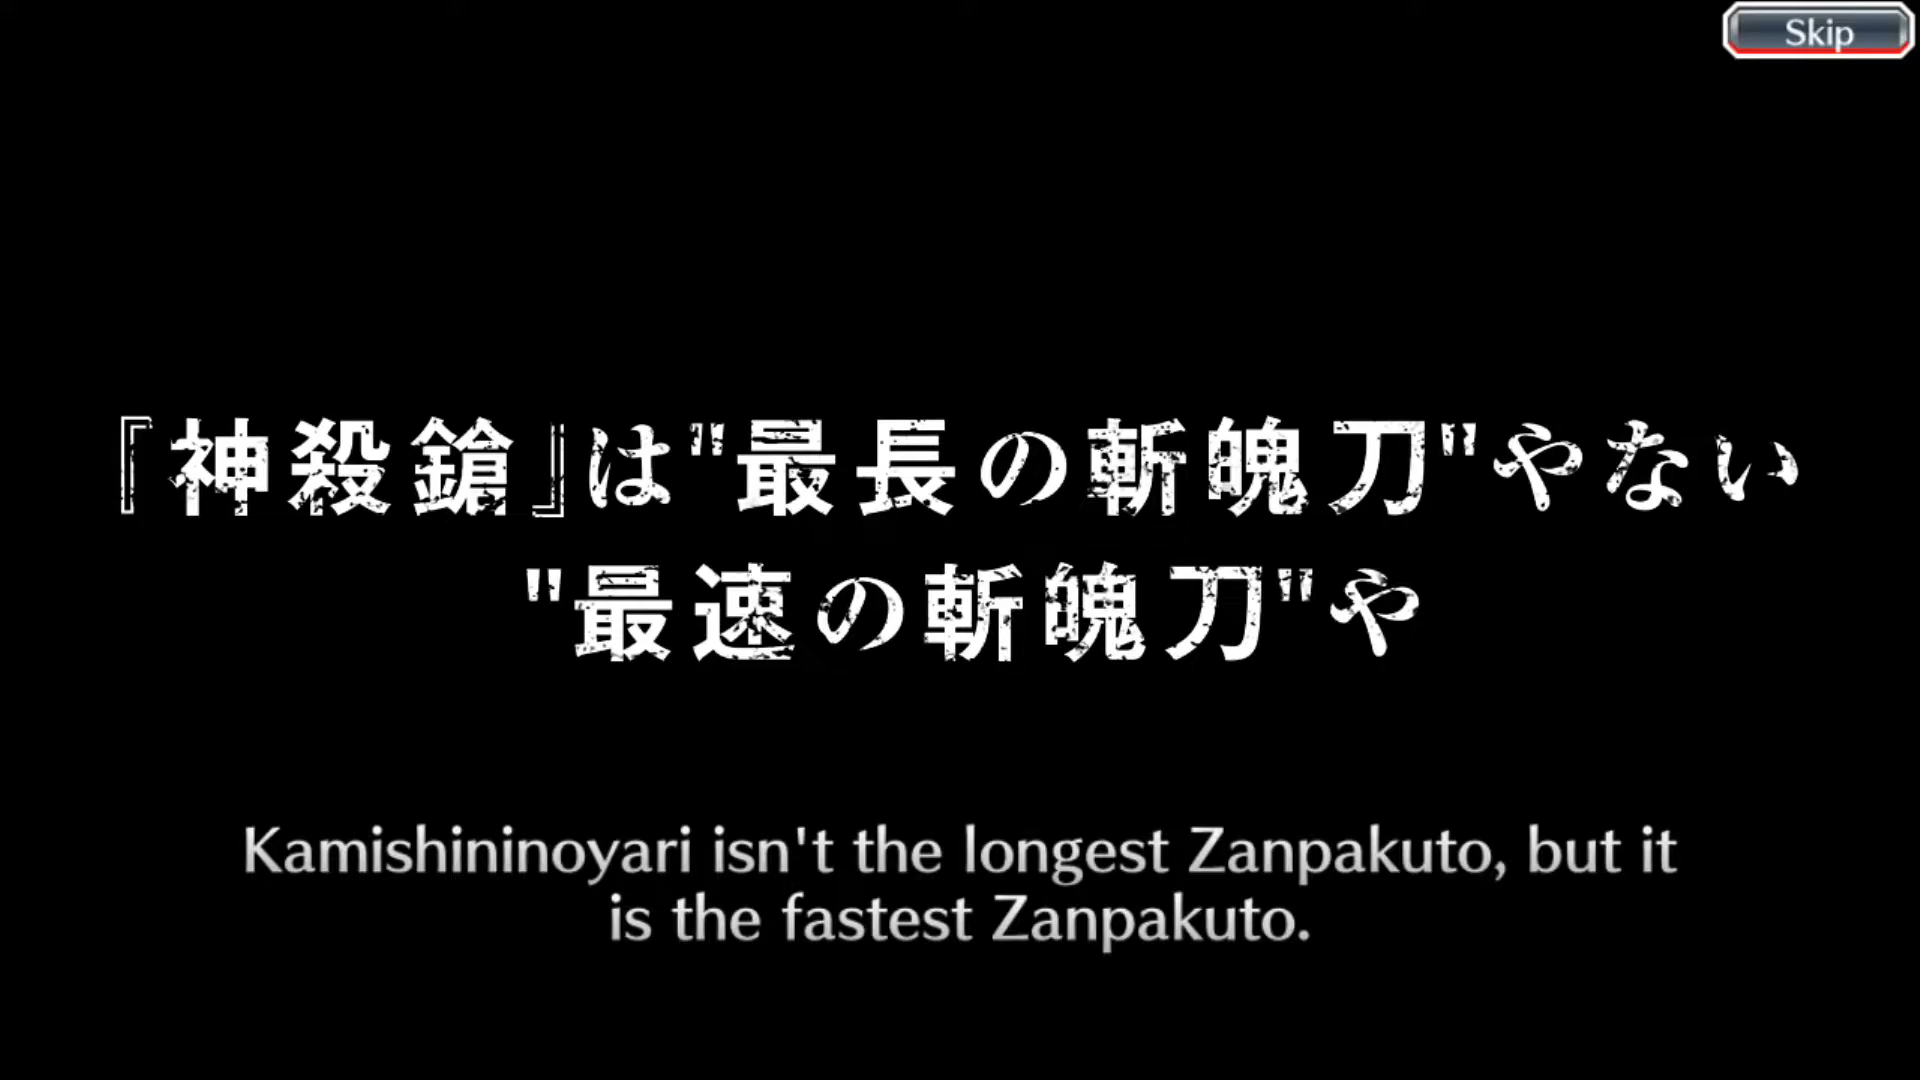 Skip
『神殺鎗』は"最長の斬魄刀"やない
"最速の斬魄刀"や
Kamishininoyari isn't the longest Zanpakuto, but it
is the fastest Zanpakuto.